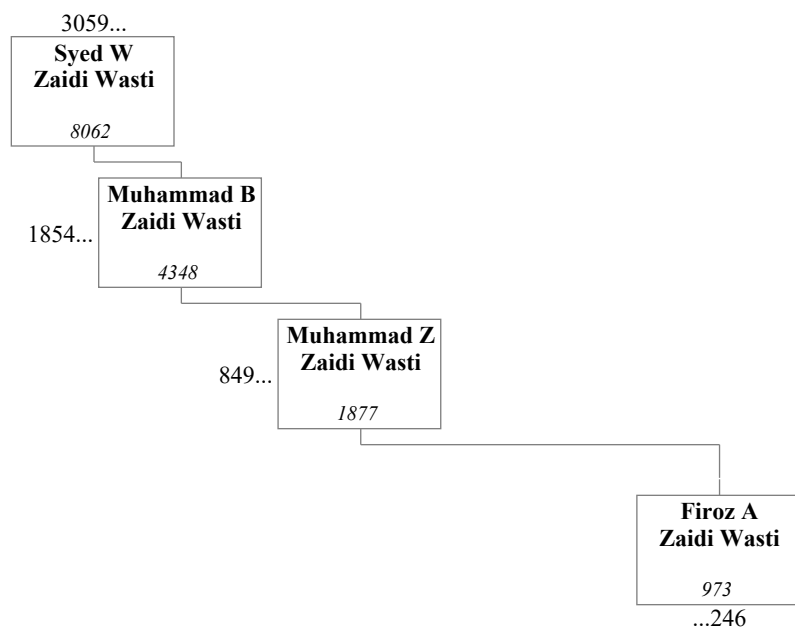 3059...
Syed W
Zaidi Wasti
8062
Muhammad B
Zaidi Wasti
1854...
4348
Muhammad Z
Zaidi Wasti
849...
1877
Firoz A
Zaidi Wasti
973
...246